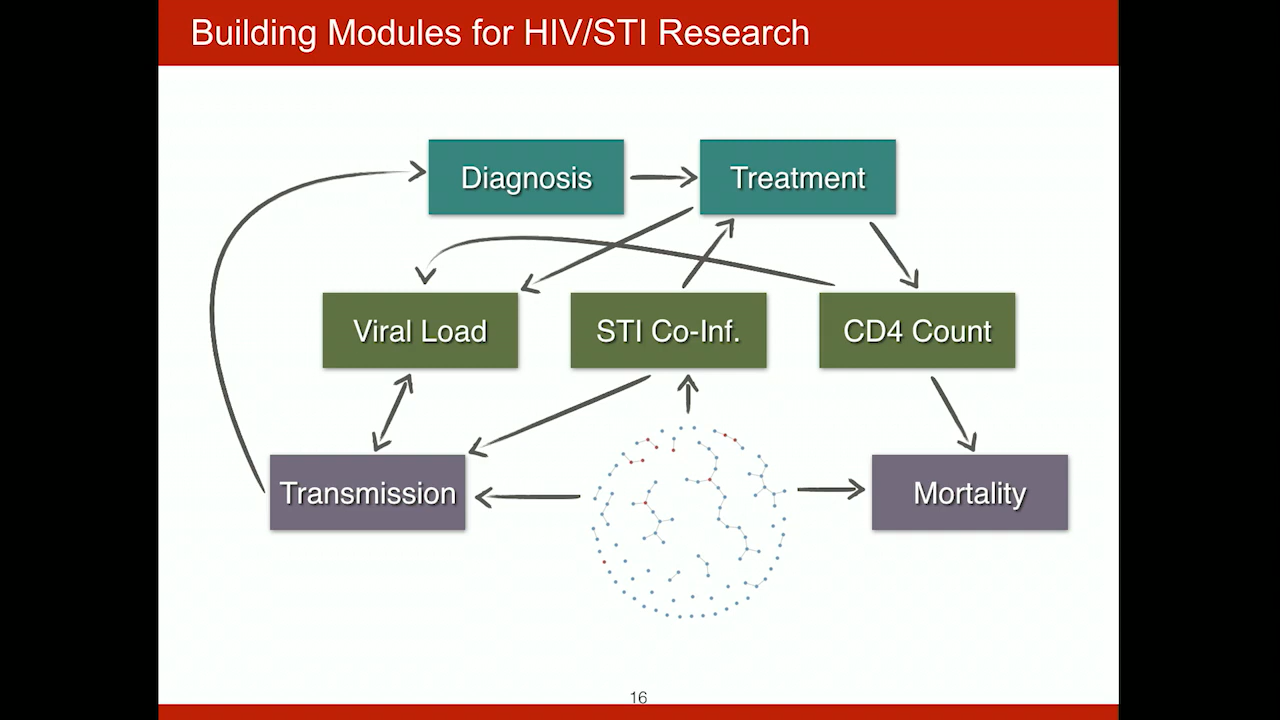 Building Modules for HIV/STI Research
Diagnosis
Treatment
Viral Load
STI Co-Inf.
CD4 Count
Transmission
Mortality
16